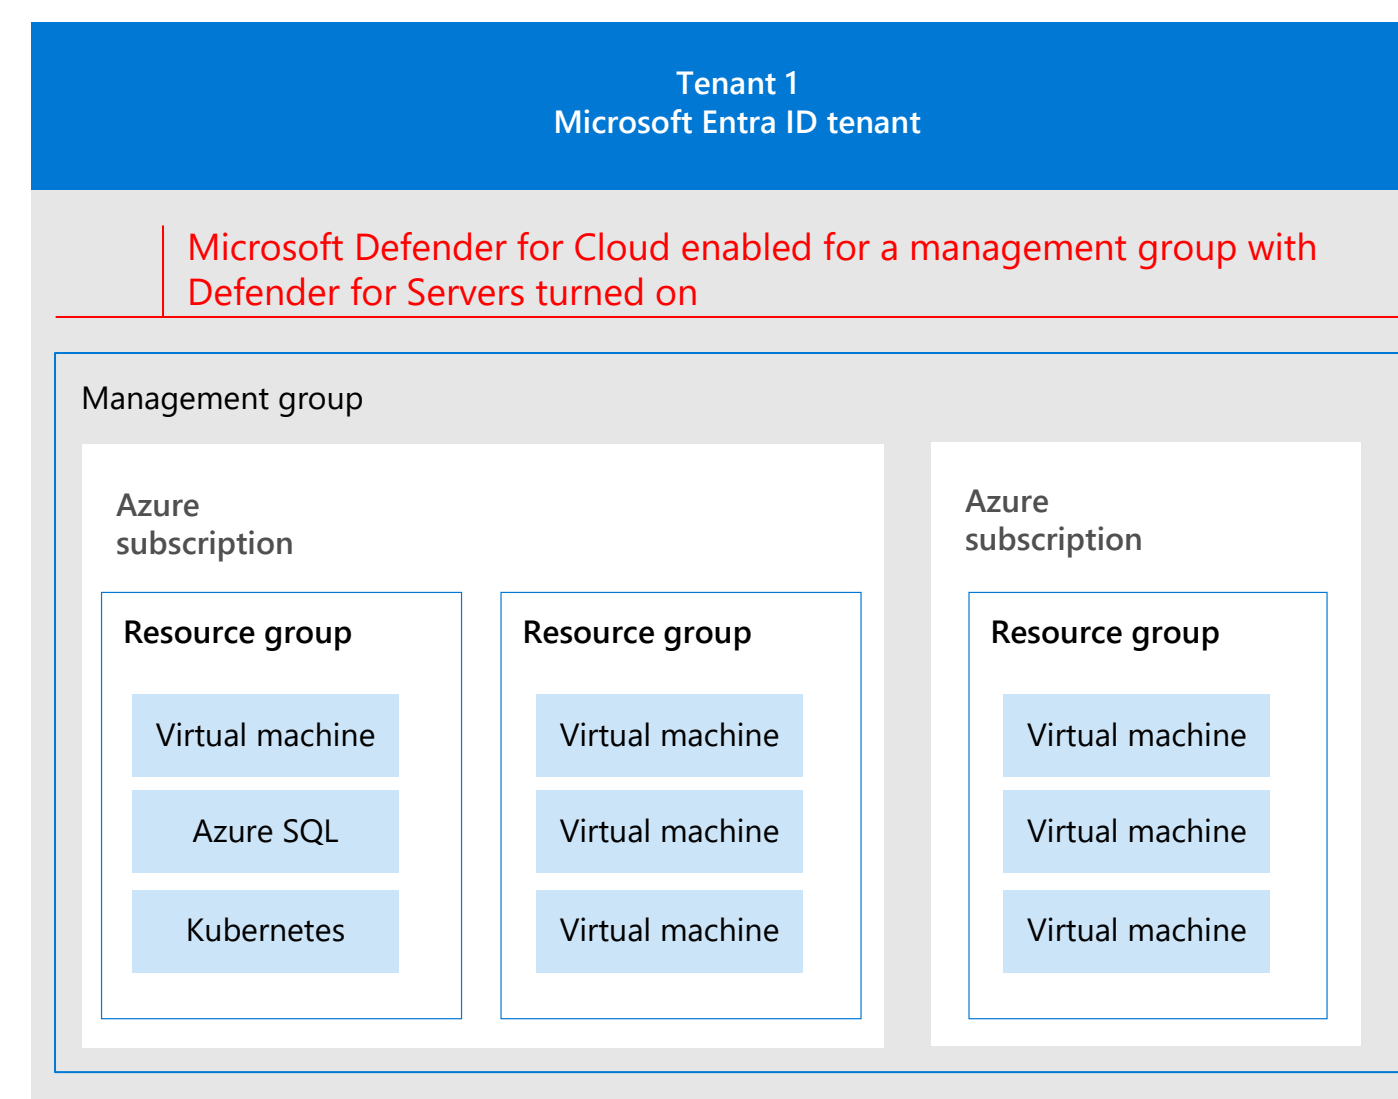 Tenant 1
Microsoft Entra ID tenant
Microsoft Defender for Cloud enabled for a management group with
Defender for Servers turned on
Management group
Azure
subscription
Resource group
Virtual machine
Azure SQL
Kubernetes
Resource group
Virtual machine
Virtual machine
Virtual machine
Azure
subscription
Resource group
Virtual machine
Virtual machine
Virtual machine